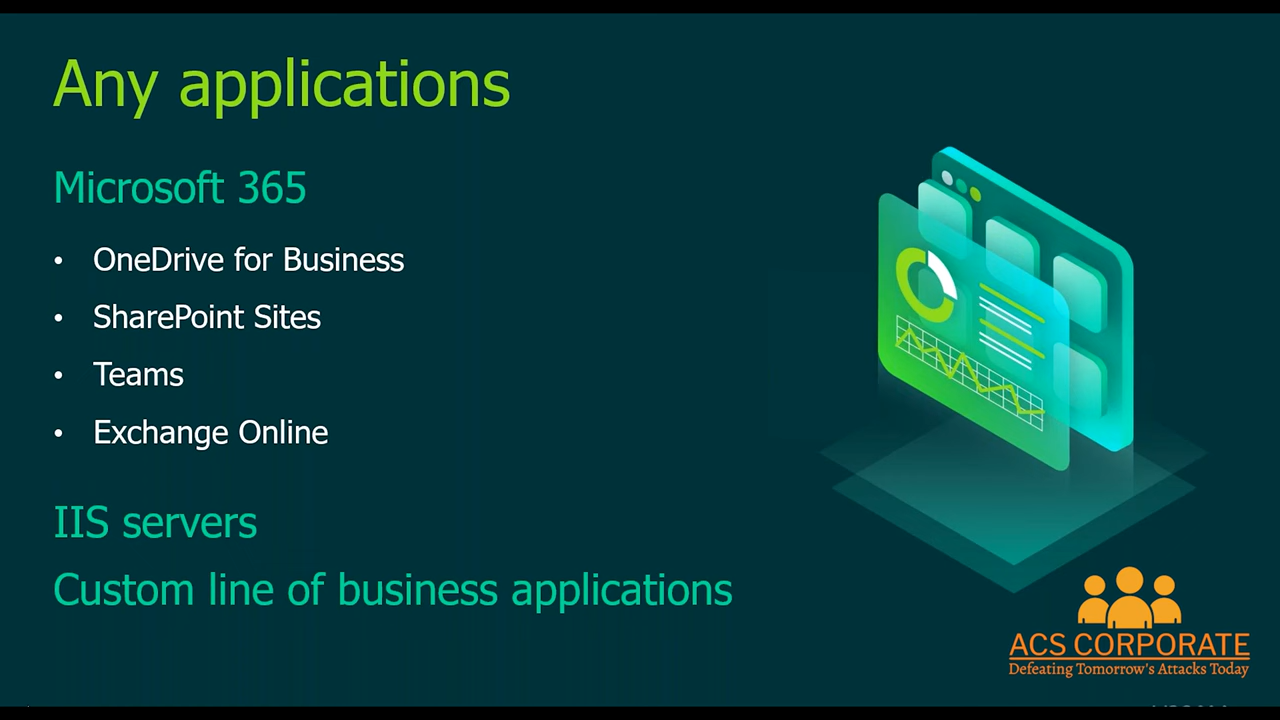 Any applications
Microsoft 365
• OneDrive for Business
• SharePoint Sites
• Teams
• Exchange Online
IIS servers
Custom line of business applications
ACS CORPORATE
Defeating Tomorrow's Attacks Today